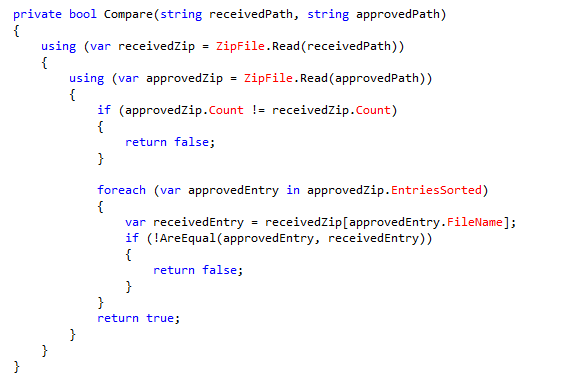 private bool Compare(string receivedPath, string approvedPath)
{
    using (var receivedZip = ZipFile.Read(receivedPath))
    {
        using (var approvedZip = ZipFile.Read(approvedPath))
        {
            if (approvedZip.Count != receivedZip.Count)
            {
                return false;
            }

            foreach (var approvedEntry in approvedZip.EntriesSorted)
            {
                var receivedEntry = receivedZip[approvedEntry.FileName];
                if (!AreEqual(approvedEntry, receivedEntry))
                {
                    return false;
                }
            }
            return true;
        }
    }
}